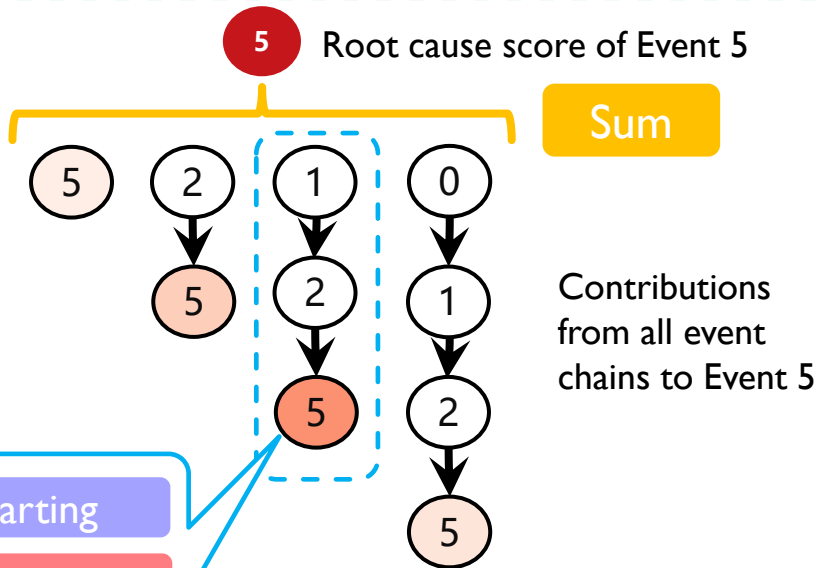 5 Root cause score of Event 5
Sum
5 2 1 0
5 2 1
5 2
5
Contributions
from all event
chains to Event 5
arting